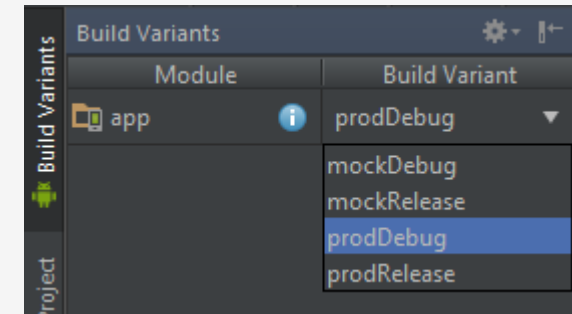 Build Variants
Build Variants
Module
Build Variant
app
prodDebug
mockDebug
mockRelease
prodDebug
prodRelease
Project